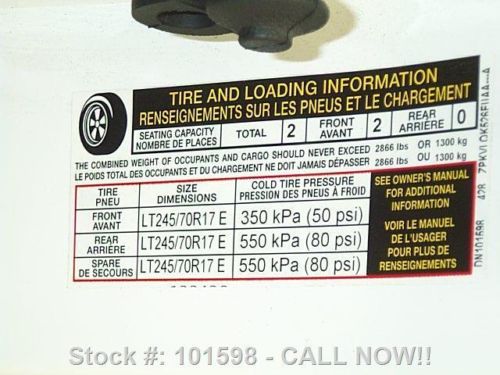 TIRE AND LOADING INFORMATION
RENSEIGNEMENTS SUR LES PNEUS ET LE CHARGEMENT
SEATING CAPACITY
NOMBRE DE PLACES
TOTAL 2 FRONT AVANT 2 REAR ARRIÈRE 0
THE COMBINED WEIGHT OF OCCUPANTS AND CARGO SHOULD NEVER EXCEED 2866 lbs OR 1300 kg
LE POIDS TOTAL DES OCCUPANTS ET DU CHARGEMENT NE DOIT JAMAIS DÉPASSER 2866 lbs OU 1300 kg
TIRE PNEU SIZE DIMENSIONS COLD TIRE PRESSURE PRESSION DES PNEUS À FROID
FRONT AVANT LT245/70R17 E 350 kPa (50 psi)
REAR ARRIÈRE LT245/70R17 E 550 kPa (80 psi)
SPARE DE SECOURS LT245/70R17 E 550 kPa (80 psi)
SEE OWNER'S MANUAL
FOR ADDITIONAL
INFORMATION
VOIR LE MANUEL
DE L'USAGER
POUR PLUS DE
RENSEIGNEMENTS
DN101598
Stock #: 101598 - CALL NOW!!